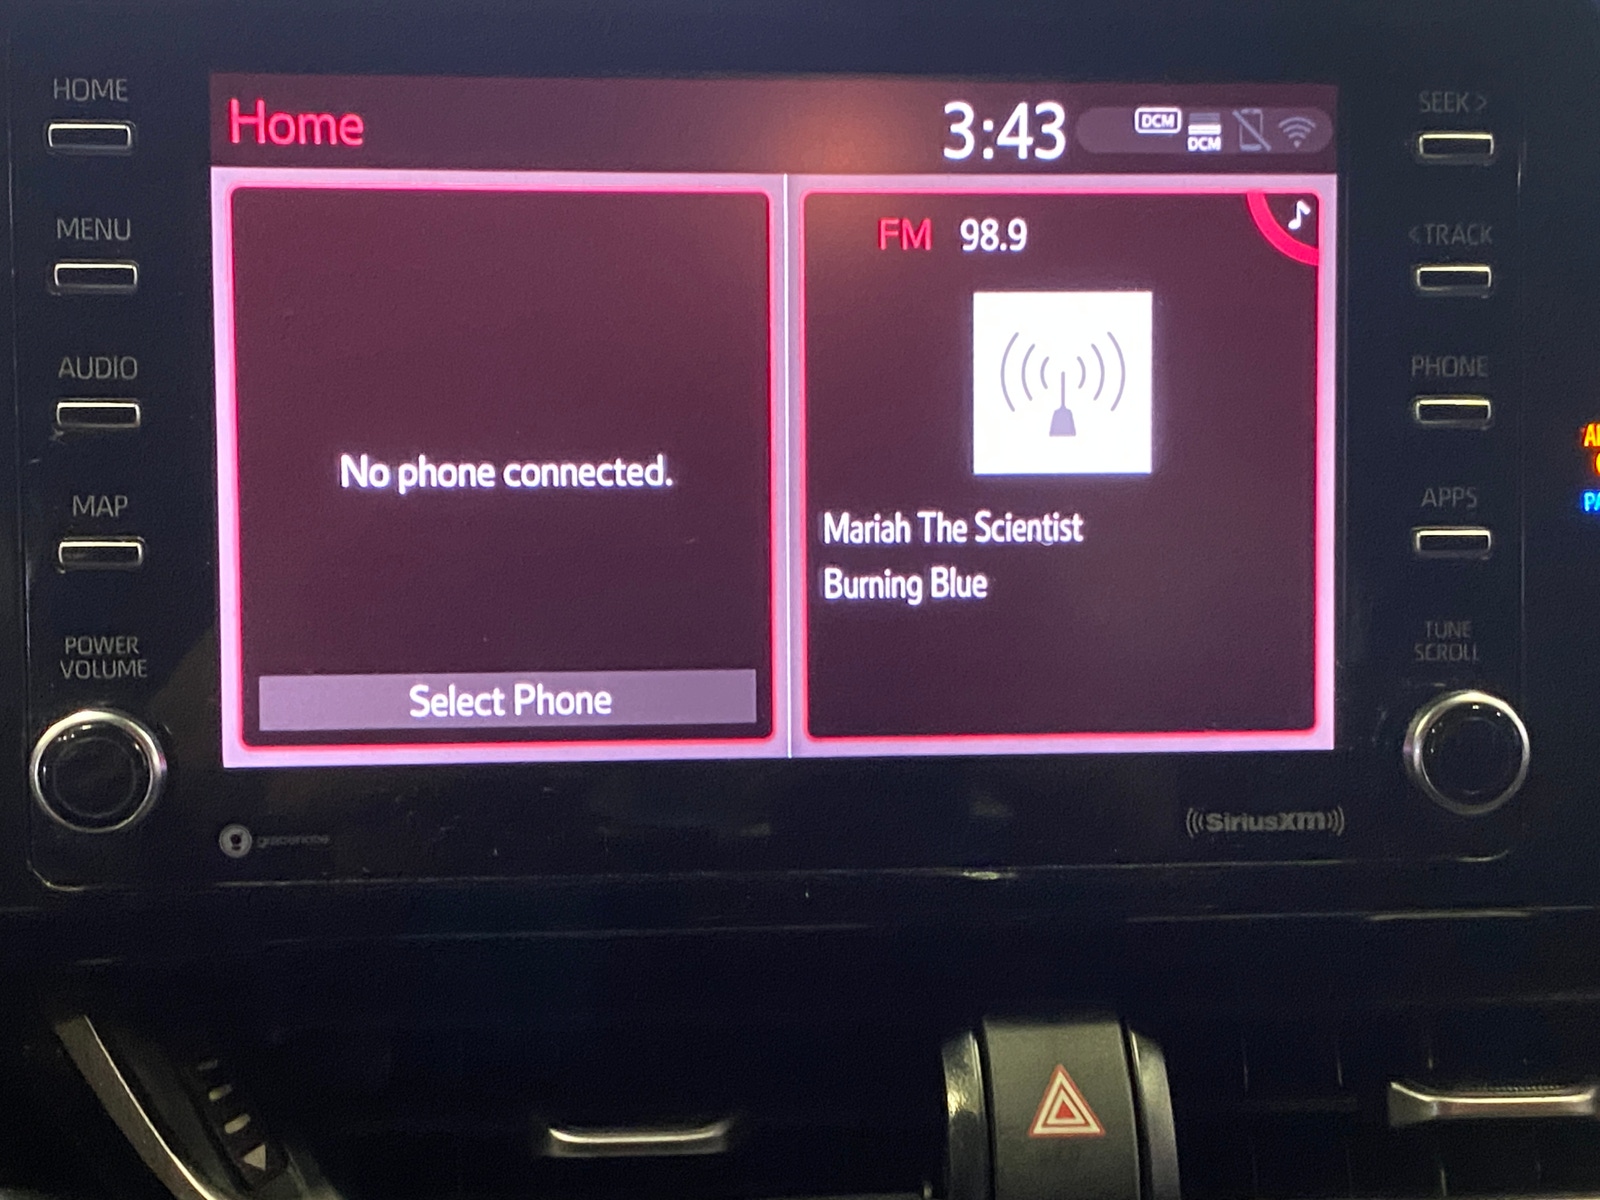 HOME
MENU
AUDIO
MAP
POWER
VOLUME
Home
3:43
DCM
DCM
No phone connected.
Select Phone
FM 98.9
Mariah The Scientist
Burning Blue
SEEK >
< TRACK
PHONE
APPS
TUNE
SCROLL
gracenote
SiriusXM